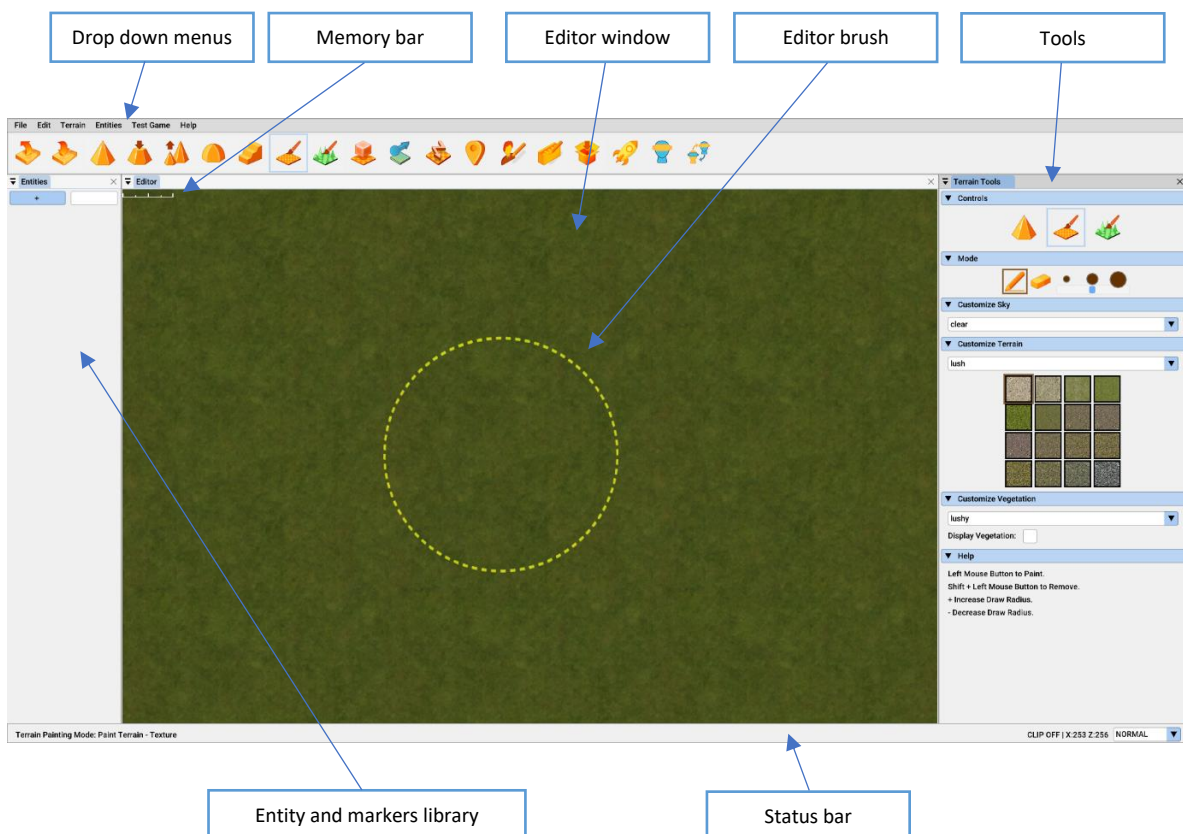 Drop down menus
Memory bar
Editor window
Editor brush
Tools
File Edit Terrain Entities Test Game Help
Entities
Editor
Terrain Tools
+
Controls
Mode
Customize Sky
clear
Customize Terrain
lush
Customize Vegetation
lushy
Display Vegetation:
Help
Left Mouse Button to Paint.
Shift + Left Mouse Button to Remove.
+ Increase Draw Radius.
- Decrease Draw Radius.
Terrain Painting Mode: Paint Terrain - Texture
CLIP OFF | X:253 Z:256 NORMAL
Entity and markers library
Status bar